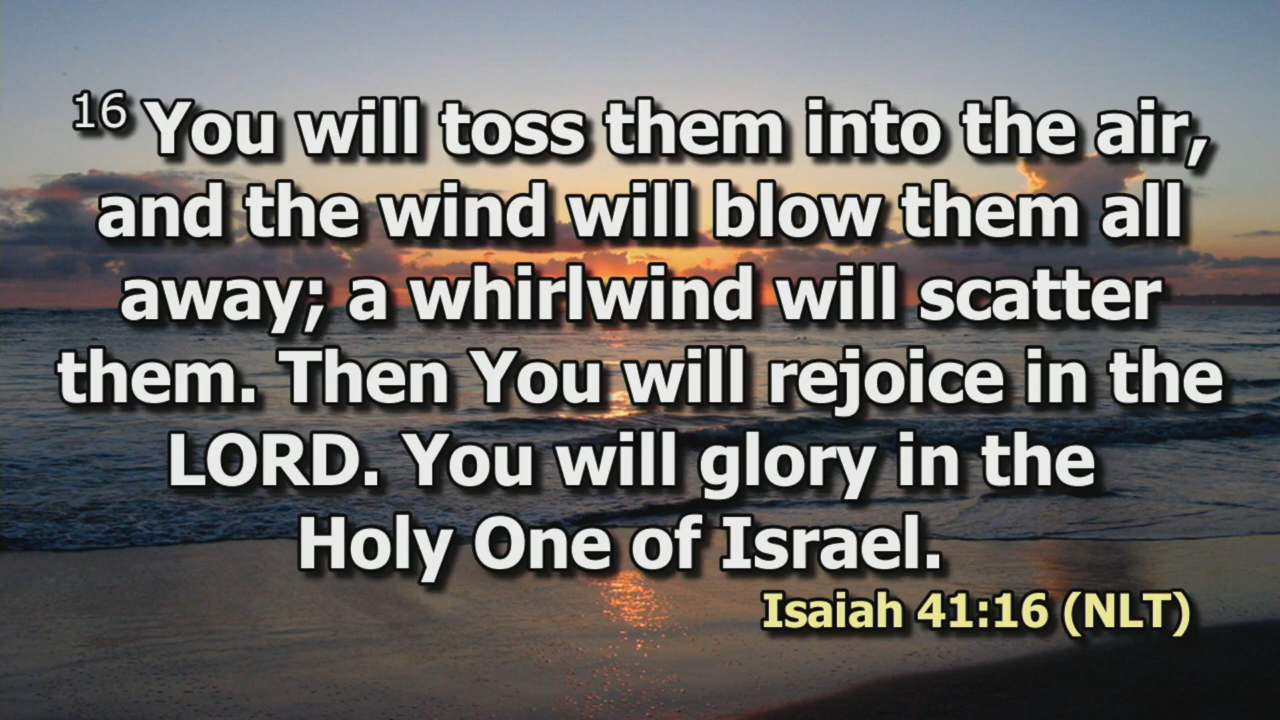 16 You will toss them into the air,
and the wind will blow them all
away; a whirlwind will scatter
them. Then You will rejoice in the
LORD. You will glory in the
Holy One of Israel.
Isaiah 41:16 (NLT)